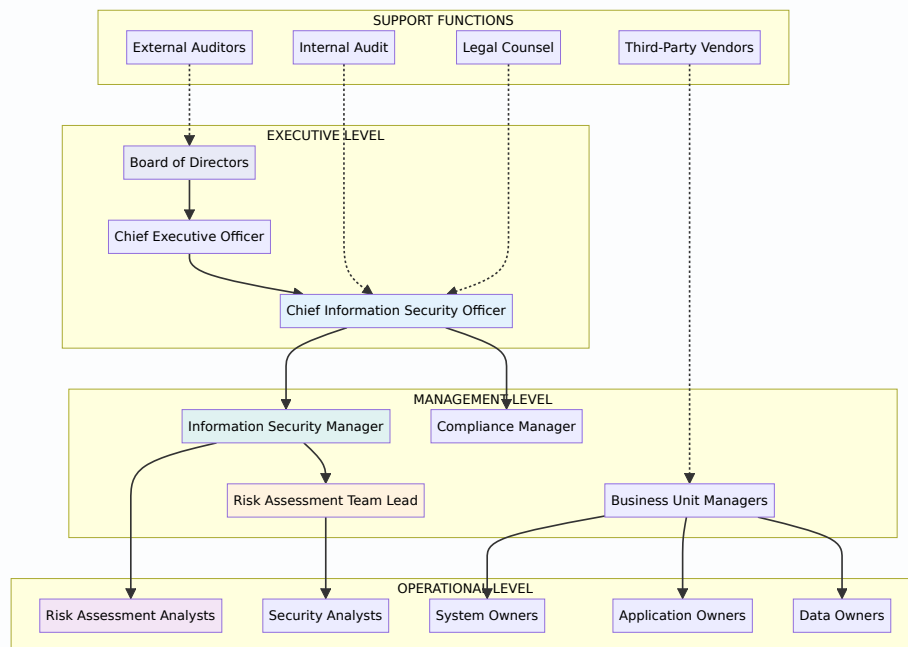 SUPPORT FUNCTIONS
External Auditors
Internal Audit
Legal Counsel
Third-Party Vendors
EXECUTIVE LEVEL
Board of Directors
Chief Executive Officer
Chief Information Security Officer
MANAGEMENT LEVEL
Information Security Manager
Compliance Manager
Risk Assessment Team Lead
Business Unit Managers
OPERATIONAL LEVEL
Risk Assessment Analysts
Security Analysts
System Owners
Application Owners
Data Owners